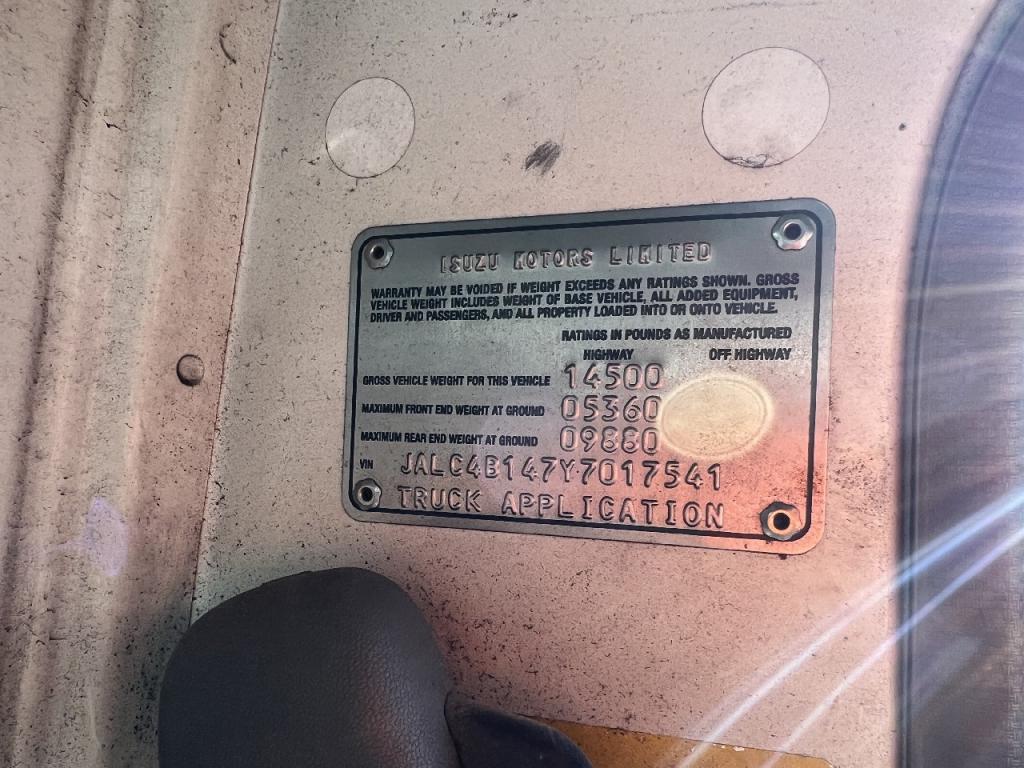 ISUZU MOTORS LIMITED
WARRANTY MAY BE VOIDED IF WEIGHT EXCEEDS ANY RATINGS SHOWN. GROSS
VEHICLE WEIGHT INCLUDES WEIGHT OF BASE VEHICLE, ALL ADDED EQUIPMENT,
DRIVER AND PASSENGERS, AND ALL PROPERTY LOADED INTO OR ONTO VEHICLE.
RATINGS IN POUNDS AS MANUFACTURED
HIGHWAY OFF HIGHWAY
GROSS VEHICLE WEIGHT FOR THIS VEHICLE 14500
MAXIMUM FRONT END WEIGHT AT GROUND 05360
MAXIMUM REAR END WEIGHT AT GROUND 09880
VIN JALC4B147Y7017541
TRUCK APPLICATION